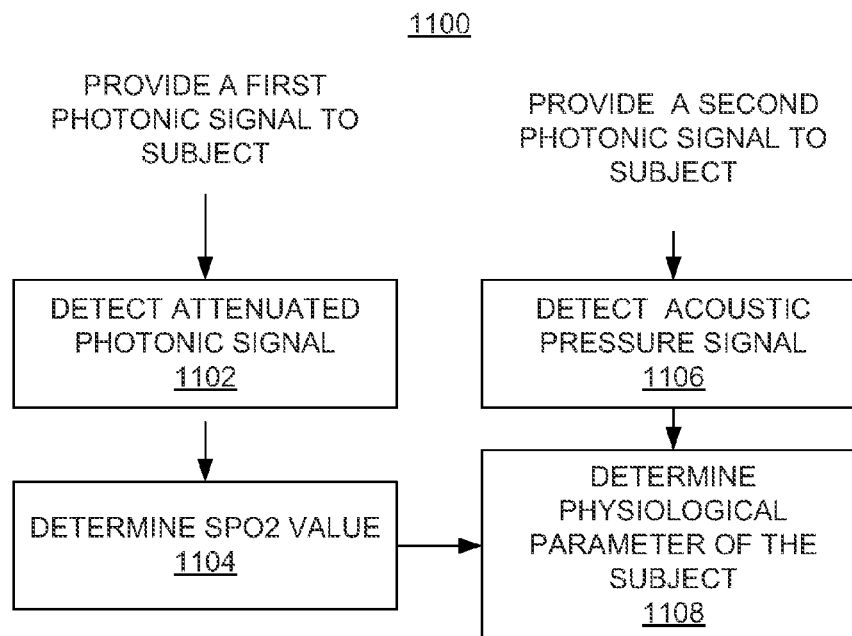 1100
PROVIDE A FIRST
PHOTONIC SIGNAL TO
SUBJECT
PROVIDE A SECOND
PHOTONIC SIGNAL TO
SUBJECT
DETECT ATTENUATED
PHOTONIC SIGNAL
1102
DETECT ACOUSTIC
PRESSURE SIGNAL
1106
DETERMINE SPO2 VALUE
1104
DETERMINE
PHYSIOLOGICAL
PARAMETER OF THE
SUBJECT
1108